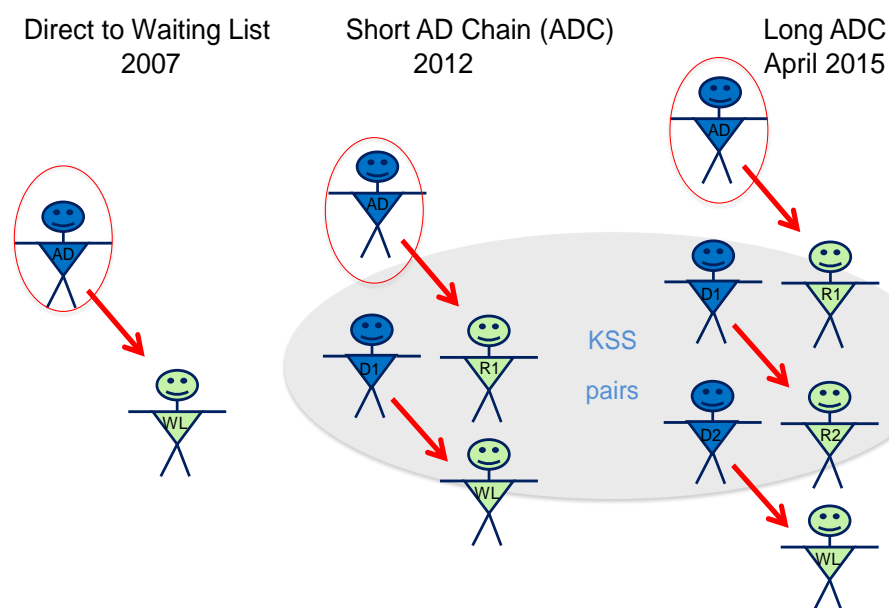 Direct to Waiting List
2007
Short AD Chain (ADC)
2012
Long ADC
April 2015
AD
WL
AD
D1
R1
WL
KSS
pairs
AD
D1
R1
D2
R2
WL